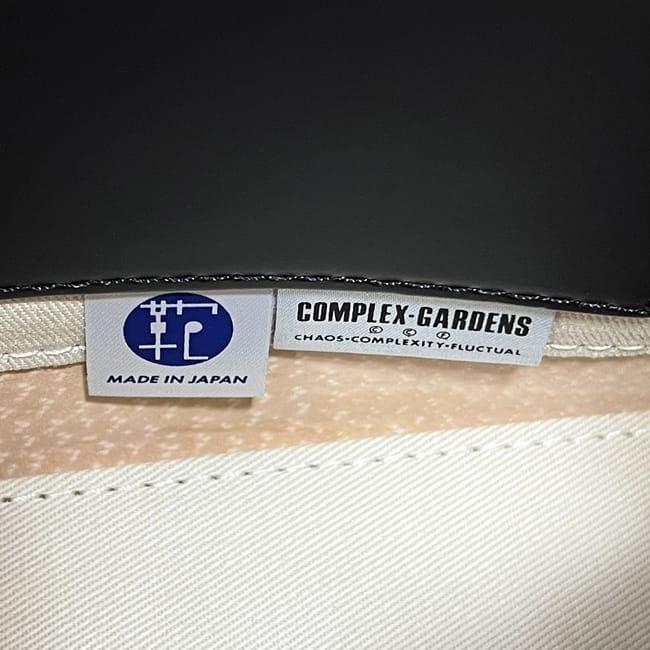 MADE IN JAPAN
COMPLEX-GARDENS
© © Ⓕ
CHAOS-COMPLEXITY-FLUCTUAL